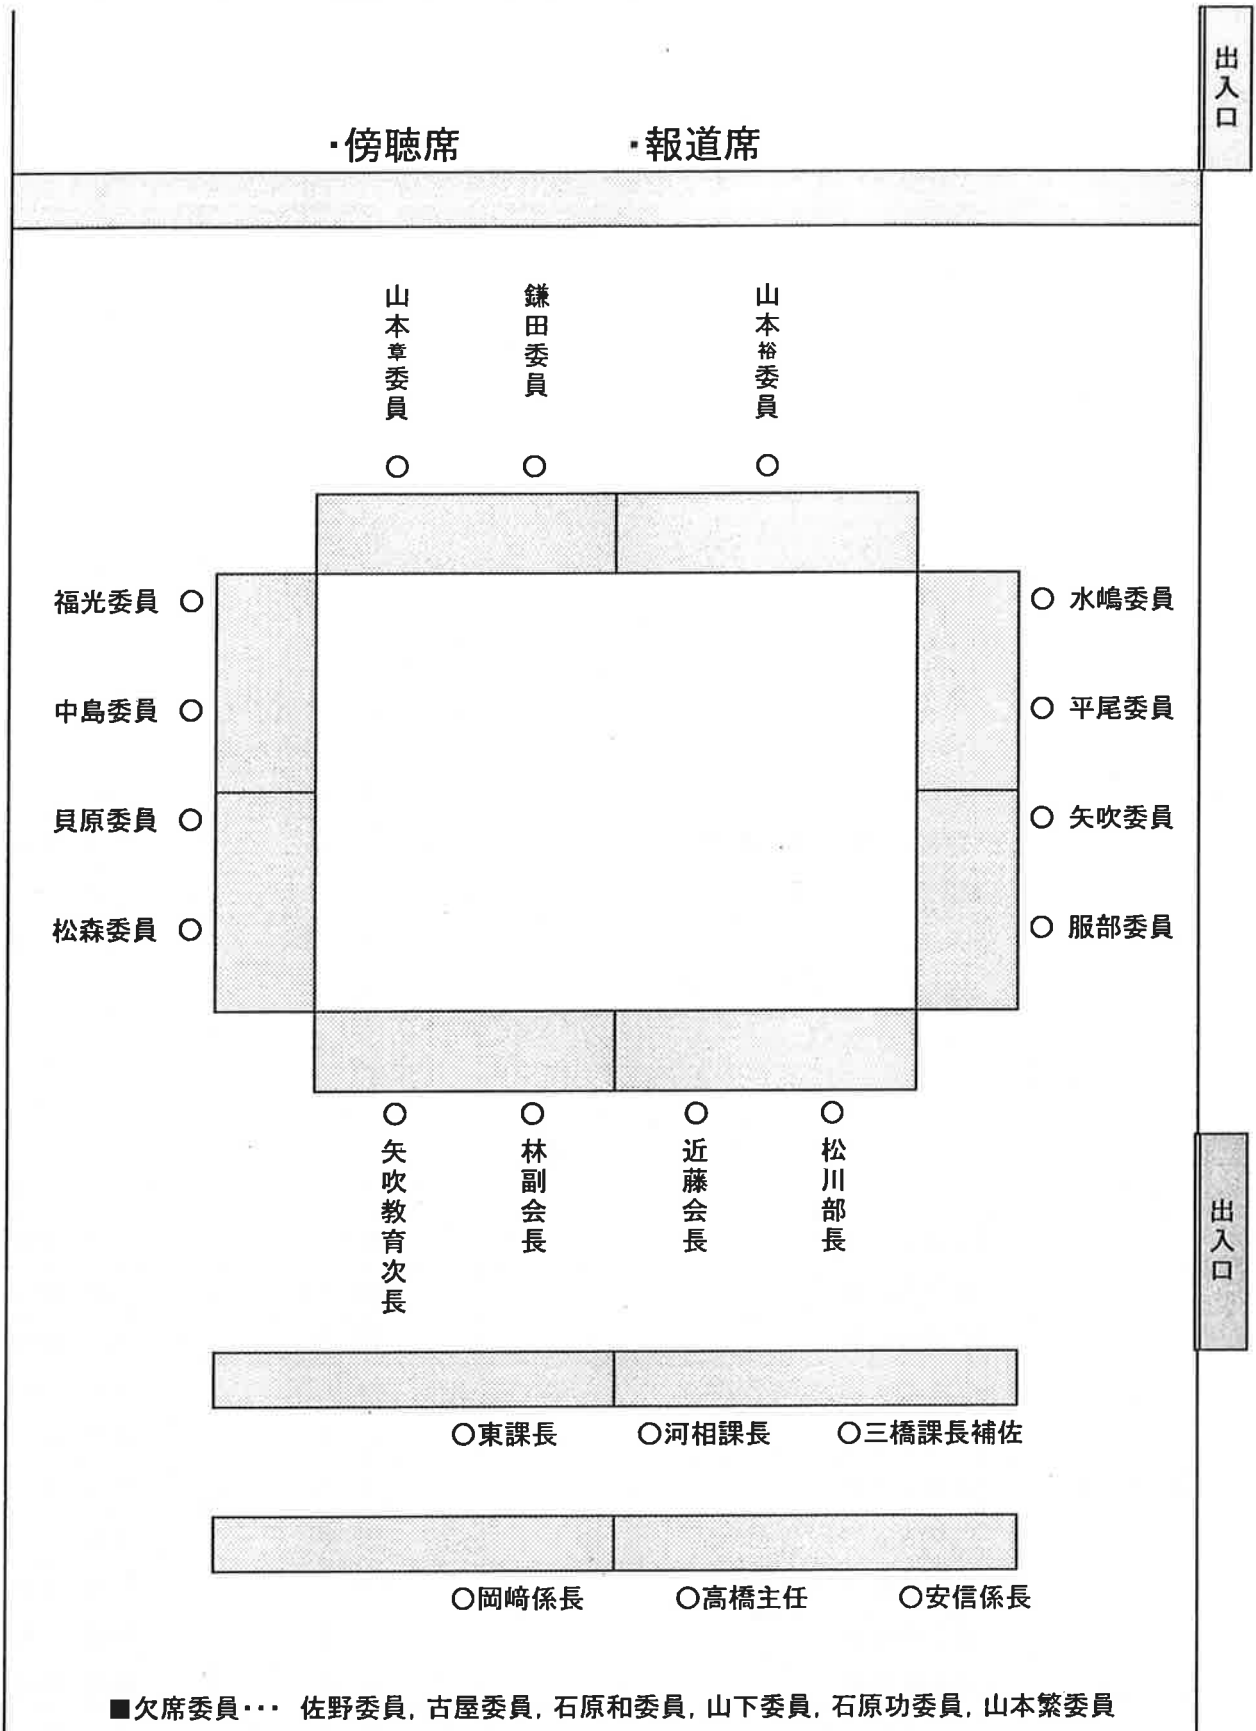 出入口
・傍聴席
・報道席
山本章委員
鎌田委員
山本裕委員
○
○
○
福光委員 ○
○ 水嶋委員
中島委員 ○
○ 平尾委員
貝原委員 ○
○ 矢吹委員
松森委員 ○
○ 服部委員
○矢吹教育次長
○林副会長
○近藤会長
○松川部長
出入口
○東課長
○河相課長
○三橋課長補佐
○岡﨑係長
○高橋主任
○安信係長
■欠席委員・・・ 佐野委員, 古屋委員, 石原和委員, 山下委員, 石原功委員, 山本繁委員